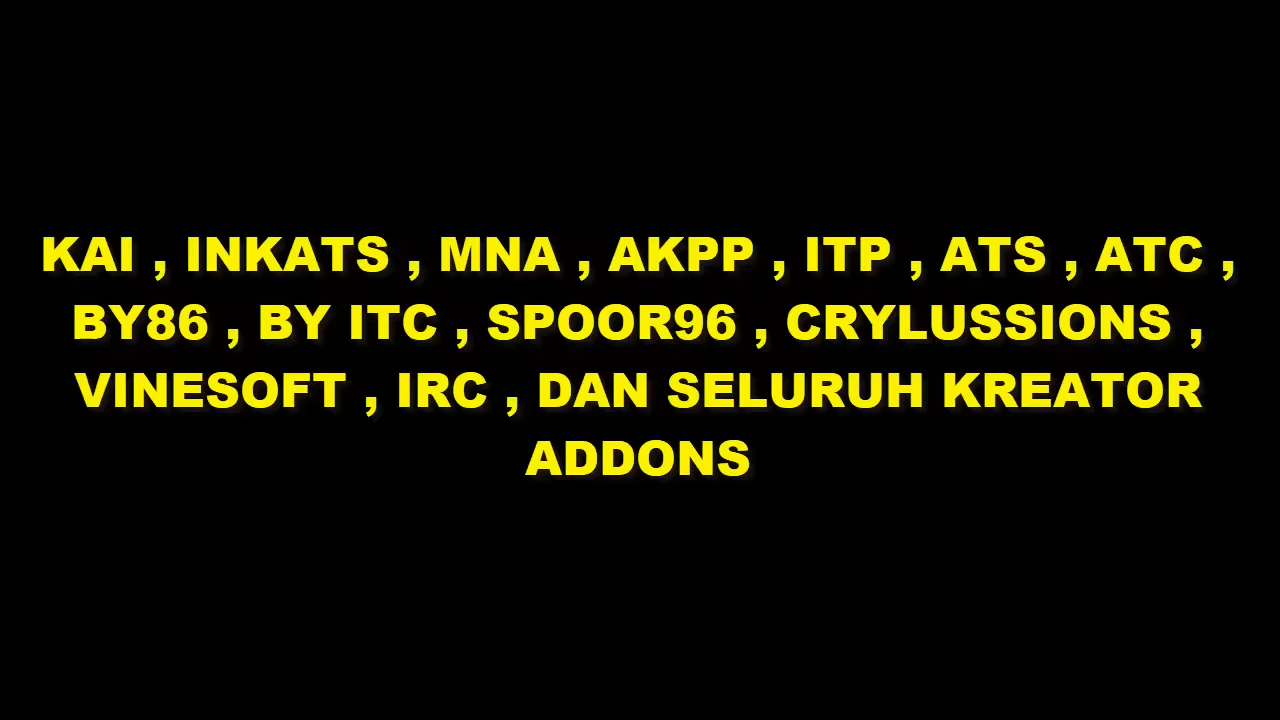 KAI , INKATS , MNA , AKPP , ITP , ATS , ATC ,
BY86 , BY ITC , SPOOR96 , CRYLUSSIONS ,
VINESOFT , IRC , DAN SELURUH KREATOR
ADDONS